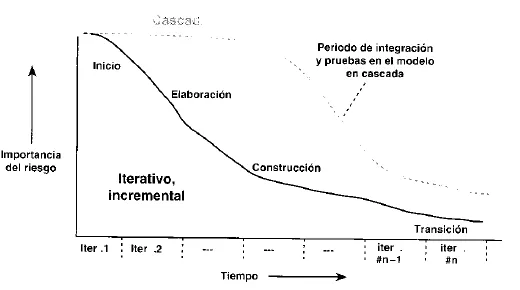 Cascad.
Periodo de integración
y pruebas en el modelo
en cascada
Inicio
Elaboración
Importancia
del riesgo
Construcción
Iterativo,
incremental
Transición
Iter .1
Iter .2
---
---
---
iter .
#n–1
iter .
#n
Tiempo